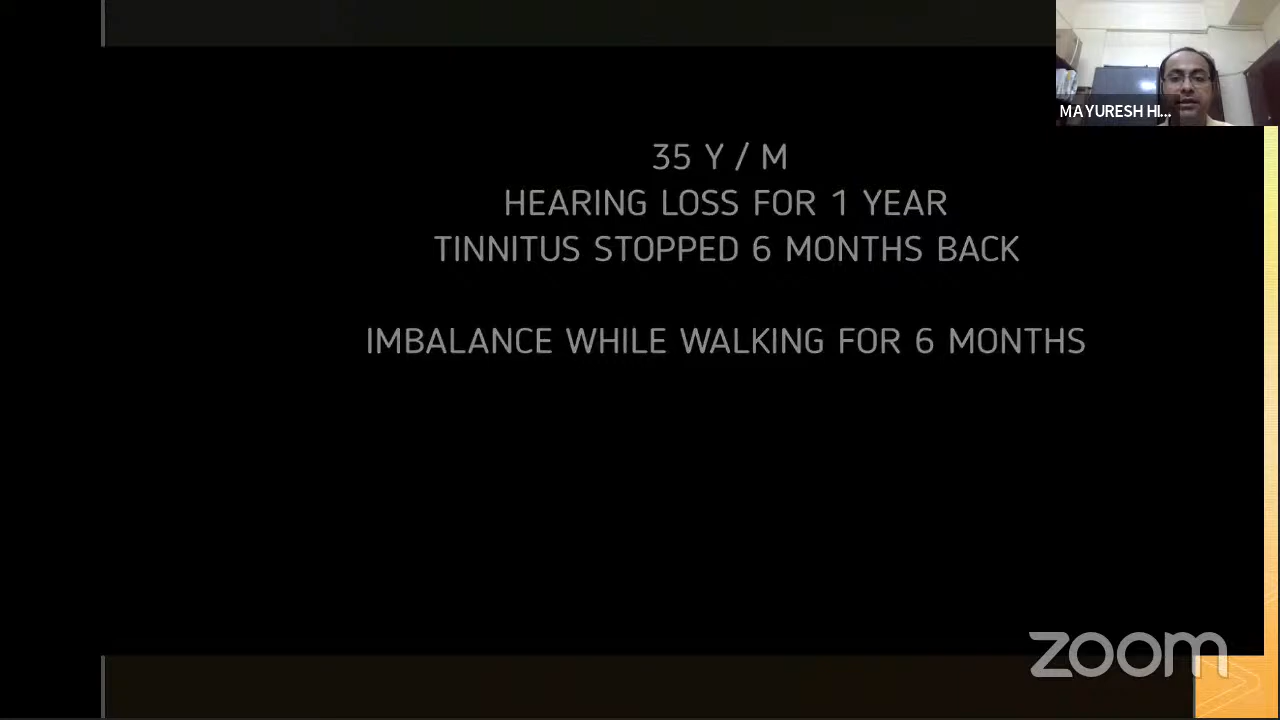 MAYURESH HI...
35 Y / M
HEARING LOSS FOR 1 YEAR
TINNITUS STOPPED 6 MONTHS BACK
IMBALANCE WHILE WALKING FOR 6 MONTHS
zoom